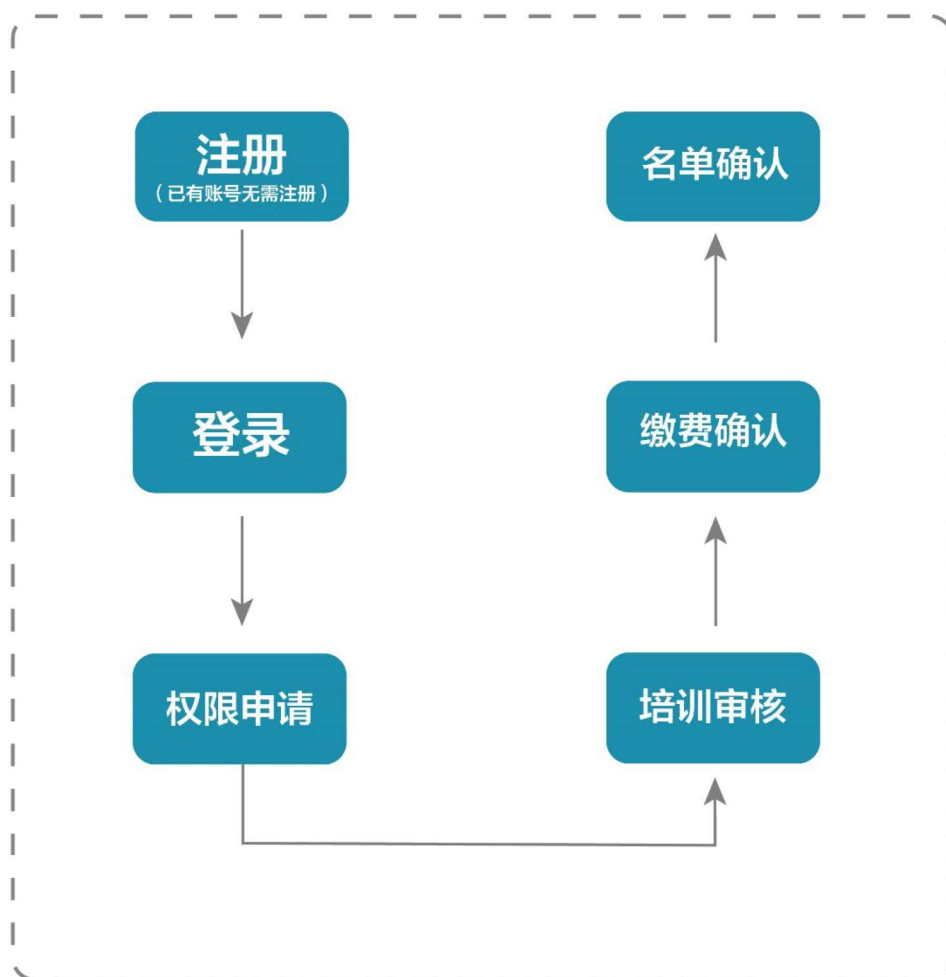 注册
（已有账号无需注册）
登录
权限申请
培训审核
缴费确认
名单确认